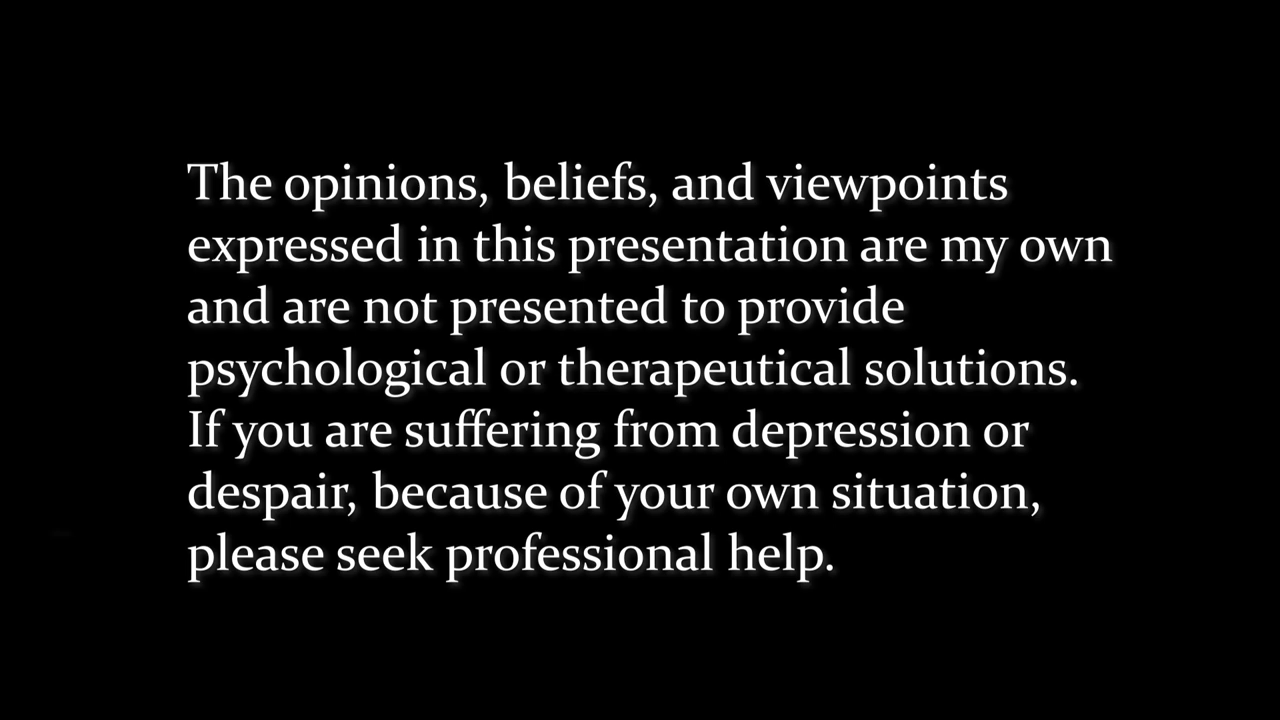 The opinions, beliefs, and viewpoints
expressed in this presentation are my own
and are not presented to provide
psychological or therapeutical solutions.
If you are suffering from depression or
despair, because of your own situation,
please seek professional help.